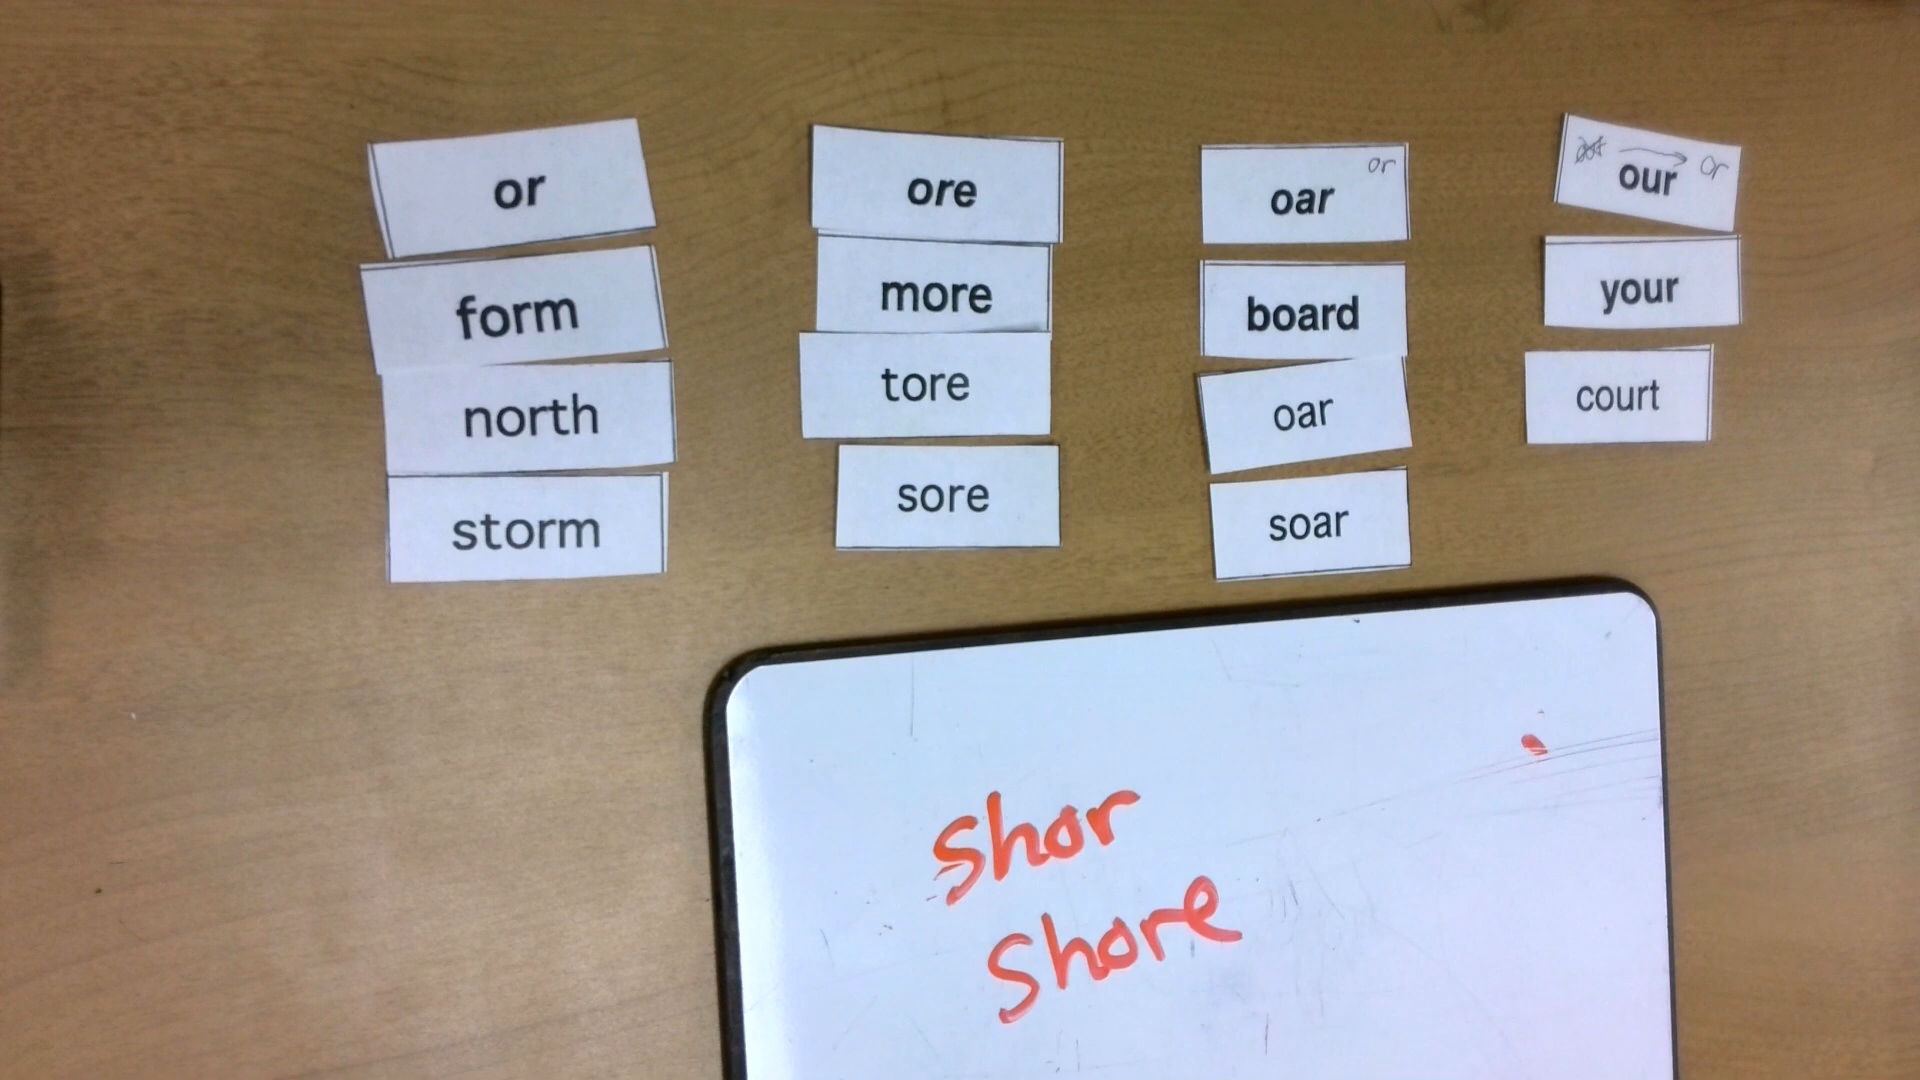 or
form
north
storm
ore
more
tore
sore
or
oar
board
oar
soar
or
our
your
court
Shor
Shore